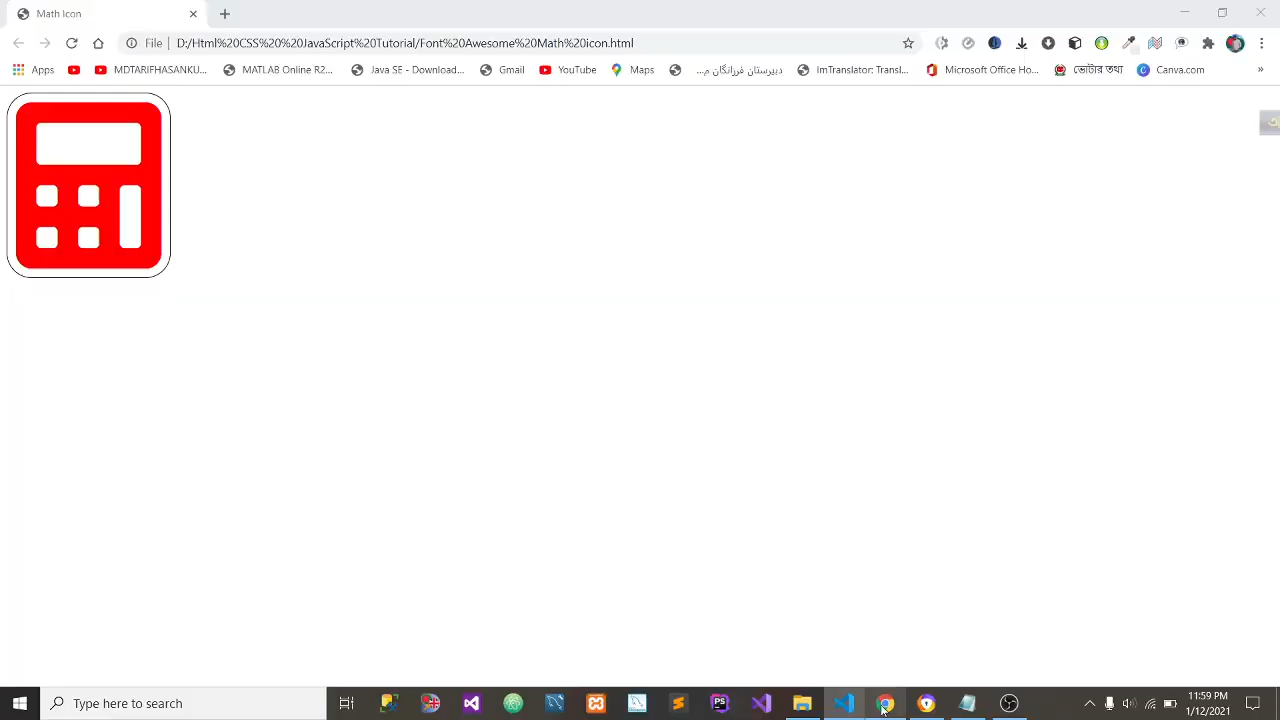 Math Icon
File
D:/Html%20CSS%20%20JavaScript%20Tutorial/Font%20Awesome%20Math%20icon.html
Apps
MDTARIFHASANKU...
MATLAB Online R2...
Java SE - Downloa...
Gmail
YouTube
Maps
دبیرستان فرزانگان م...
ImTranslator: Transl...
Microsoft Office Ho...
ভোটার তথ্য
Canva.com
»
Type here to search
PS
11:59 PM
1/12/2021